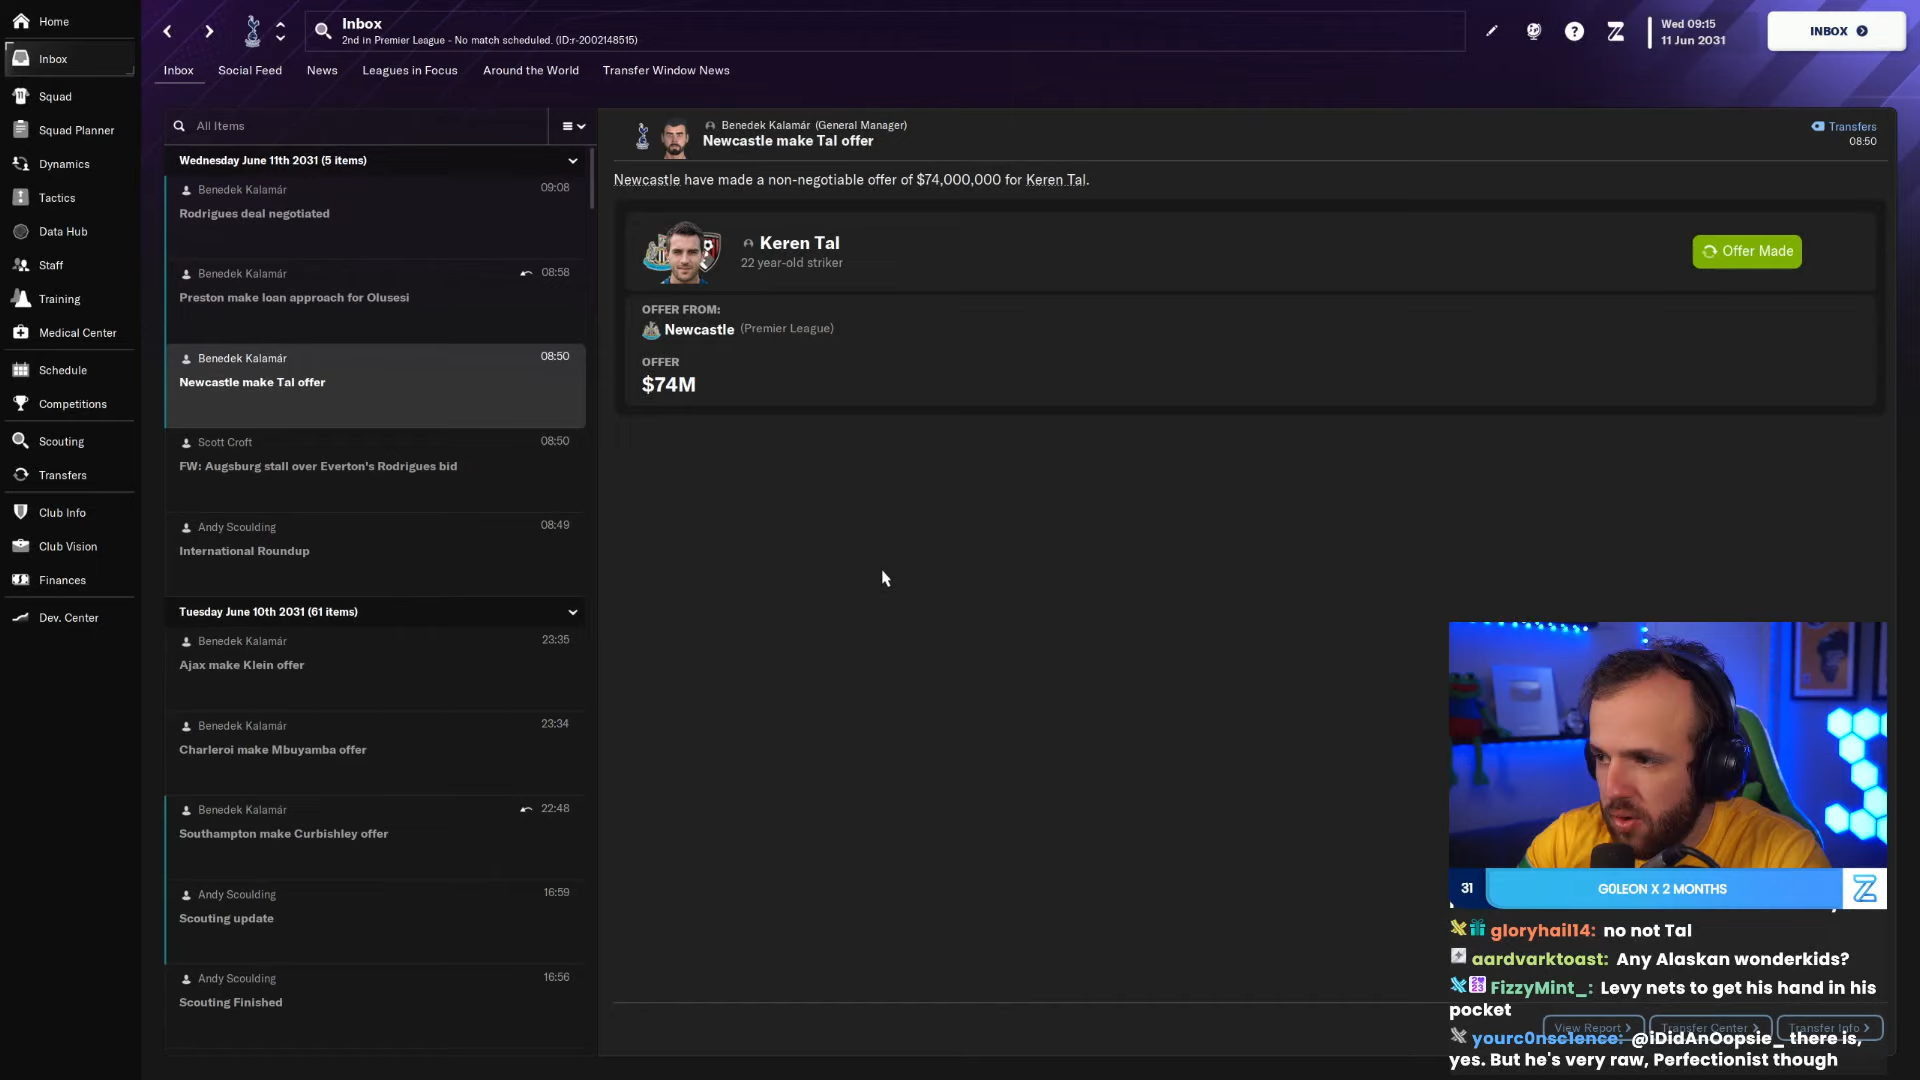 Home
Inbox
Squad
Squad Planner
Dynamics
Tactics
Data Hub
Staff
Training
Medical Center
Schedule
Competitions
Scouting
Transfers
Club Info
Club Vision
Finances
Dev. Center
Inbox
2nd in Premier League - No match scheduled. (ID:r-2002148515)
Wed 09:15
11 Jun 2031
INBOX
Inbox Social Feed News Leagues in Focus Around the World Transfer Window News
All Items
Wednesday June 11th 2031 (5 items)
Benedek Kalamár 09:08
Rodrigues deal negotiated
Benedek Kalamár 08:58
Preston make loan approach for Olusesi
Benedek Kalamár 08:50
Newcastle make Tal offer
Scott Croft 08:50
FW: Augsburg stall over Everton's Rodrigues bid
Andy Scoulding 08:49
International Roundup
Tuesday June 10th 2031 (61 items)
Benedek Kalamár 23:35
Ajax make Klein offer
Benedek Kalamár 23:34
Charleroi make Mbuyamba offer
Benedek Kalamár 22:48
Southampton make Curbishley offer
Andy Scoulding 16:59
Scouting update
Andy Scoulding 16:56
Scouting Finished
Benedek Kalamár (General Manager)
Newcastle make Tal offer
Transfers
08:50
Newcastle have made a non-negotiable offer of $74,000,000 for Keren Tal.
Keren Tal
22 year-old striker
Offer Made
OFFER FROM:
Newcastle (Premier League)
OFFER
$74M
31 G0LEON X 2 MONTHS
gloryhail14: no not Tal
aardvarktoast: Any Alaskan wonderkids?
FizzyMint_: Levy nets to get his hand in his
pocket
View Report Transfer Center Transfer Info
yourc0nsc1ence: @iDidAnOopsie_ there is,
yes. But he's very raw, Perfectionist though